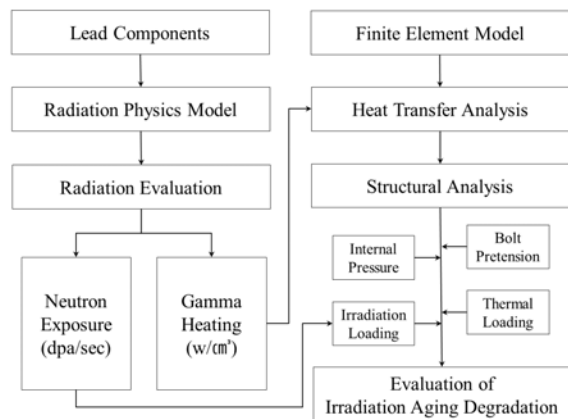 Lead Components
Radiation Physics Model
Radiation Evaluation
Neutron
Exposure
(dpa/sec)
Gamma
Heating
(w/㎤)
Finite Element Model
Heat Transfer Analysis
Structural Analysis
Internal
Pressure
Bolt
Pretension
Irradiation
Loading
Thermal
Loading
Evaluation of
Irradiation Aging Degradation